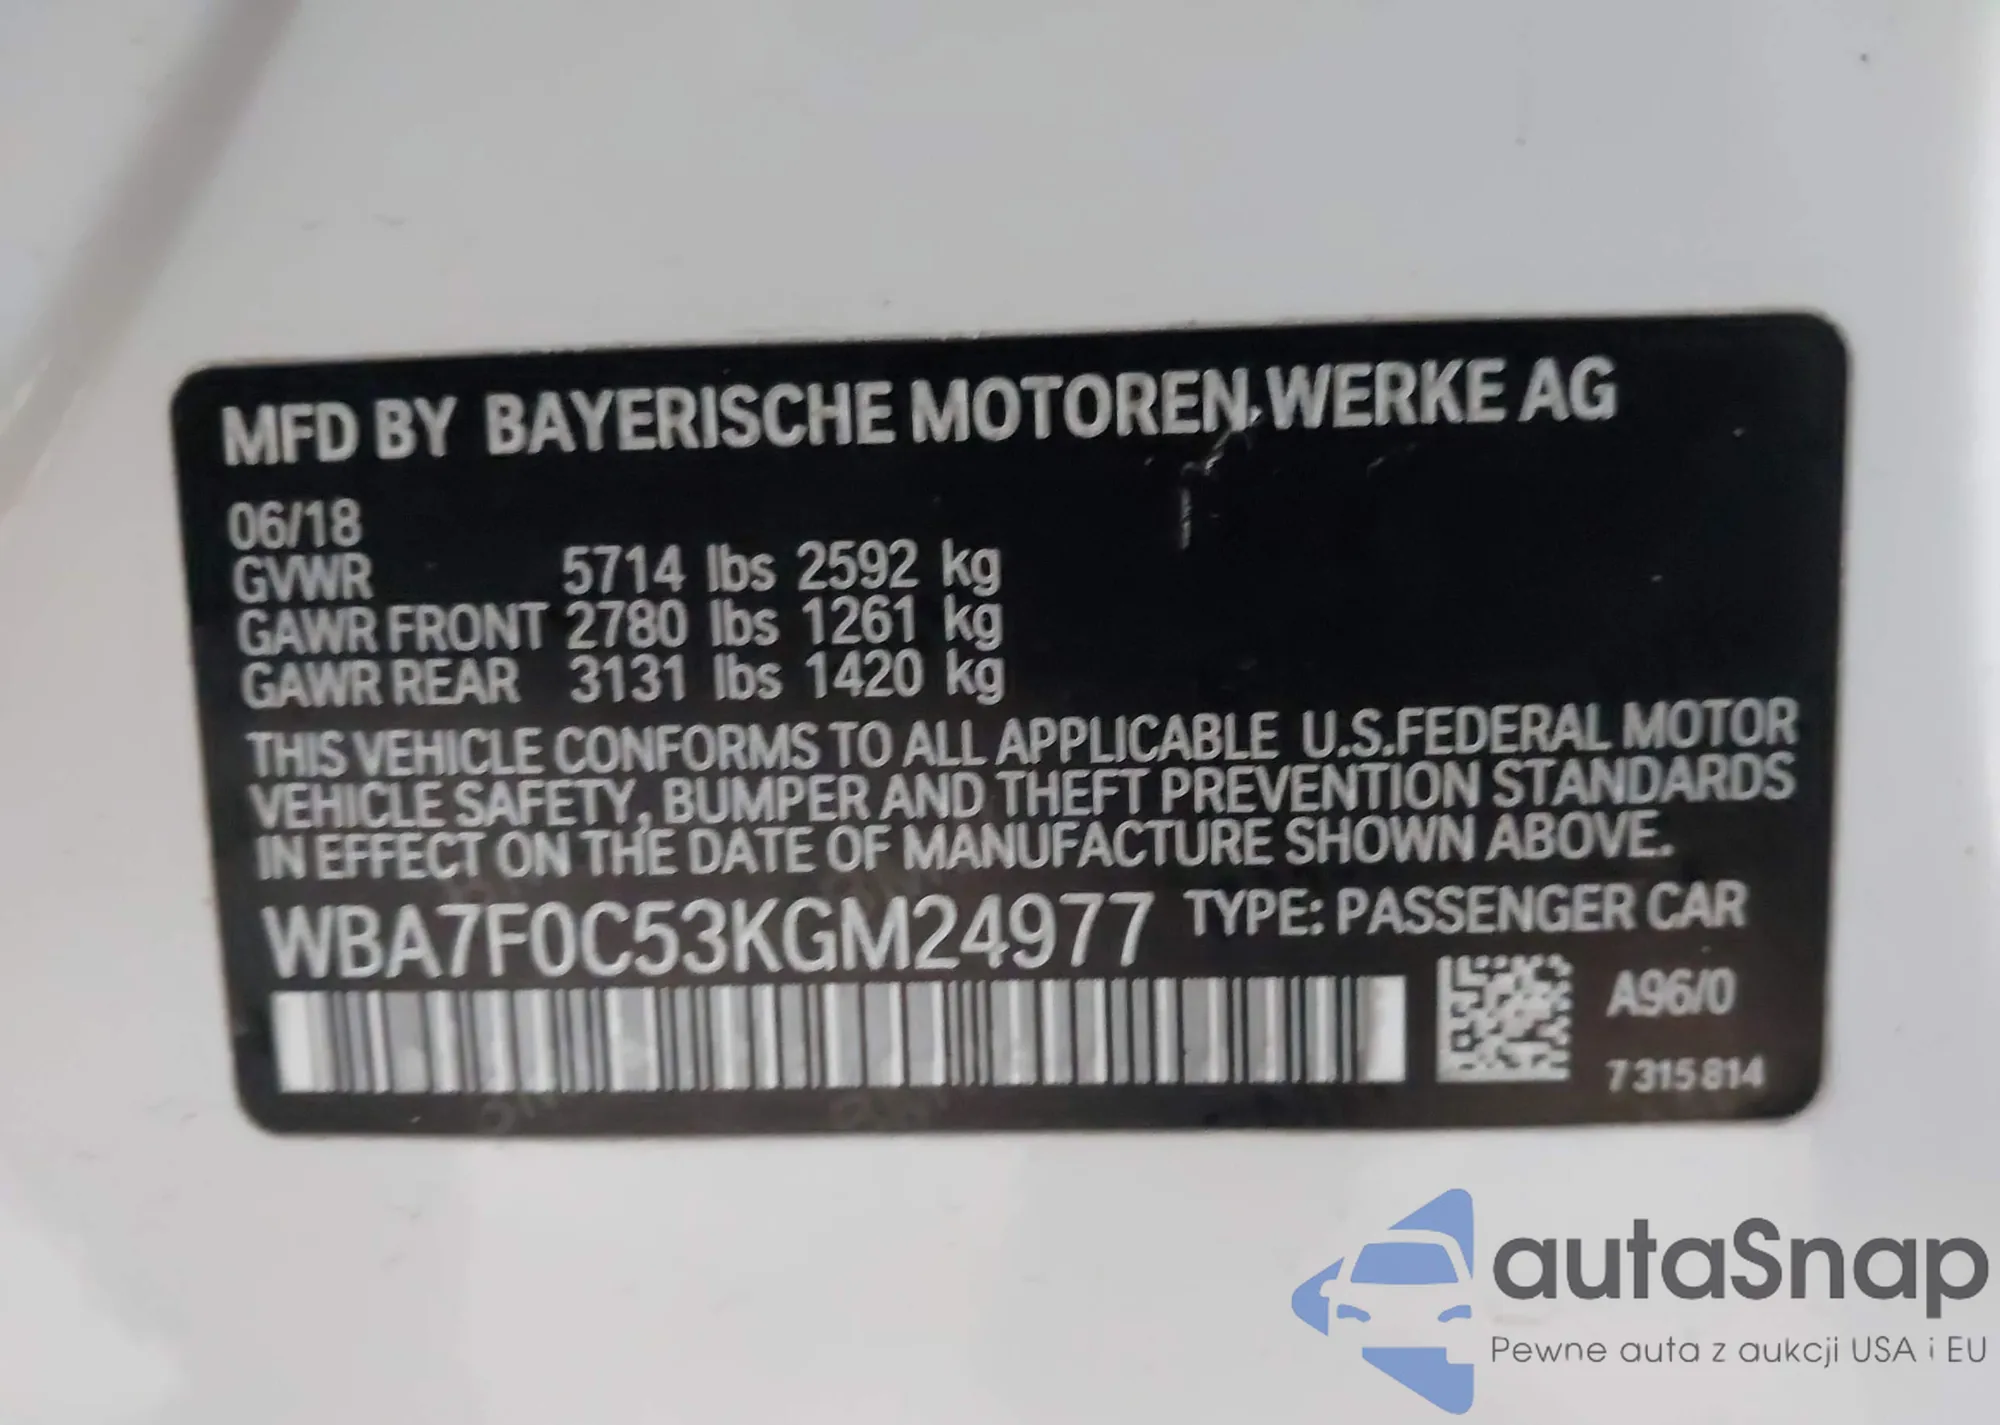 MFD BY BAYERISCHE MOTOREN WERKE AG
06/18
GVWR 5714 lbs 2592 kg
GAWR FRONT 2780 lbs 1261 kg
GAWR REAR 3131 lbs 1420 kg
THIS VEHICLE CONFORMS TO ALL APPLICABLE U.S.FEDERAL MOTOR
VEHICLE SAFETY, BUMPER AND THEFT PREVENTION STANDARDS
IN EFFECT ON THE DATE OF MANUFACTURE SHOWN ABOVE.
WBA7F0C53KGM24977 TYPE: PASSENGER CAR
A96/0
7315814
autaSnap
Pewne auta z aukcji USA i EU